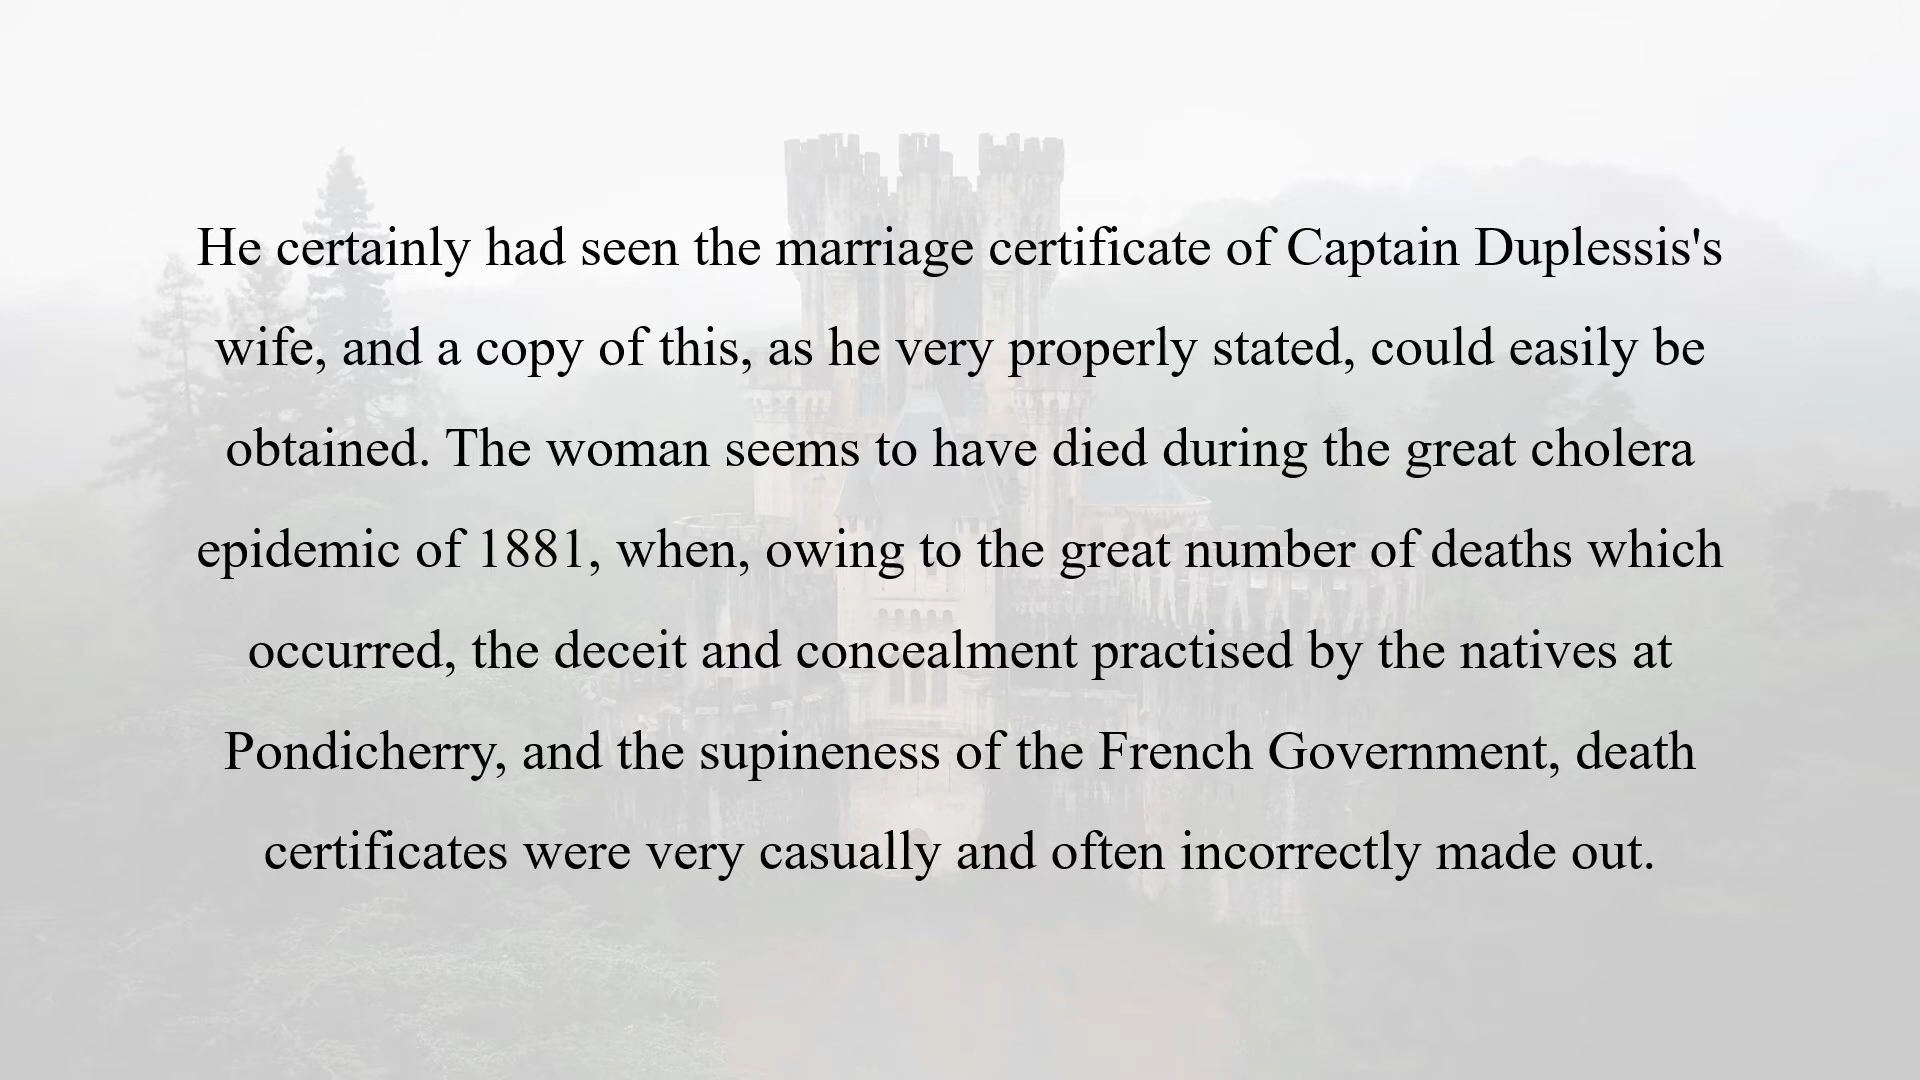 He certainly had seen the marriage certificate of Captain Duplessis's
wife, and a copy of this, as he very properly stated, could easily be
obtained. The woman seems to have died during the great cholera
epidemic of 1881, when, owing to the great number of deaths which
occurred, the deceit and concealment practised by the natives at
Pondicherry, and the supineness of the French Government, death
certificates were very casually and often incorrectly made out.